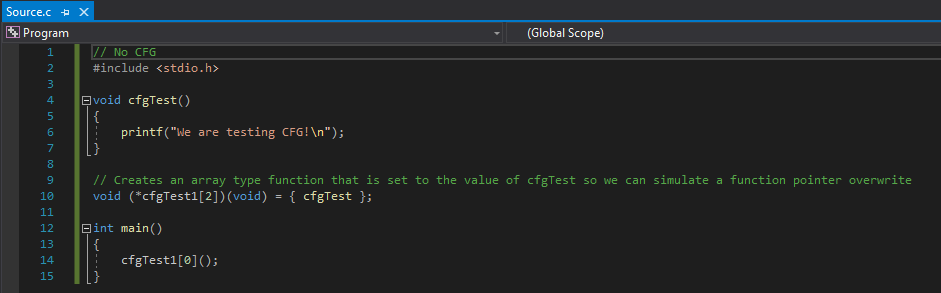 Source.c
Program (Global Scope)
1 // No CFG
2 #include <stdio.h>
3
4 void cfgTest()
5 {
6 printf("We are testing CFG!\n");
7 }
8
9 // Creates an array type function that is set to the value of cfgTest so we can simulate a function pointer overwrite
10 void (*cfgTest1[2])(void) = { cfgTest };
11
12 int main()
13 {
14 cfgTest1[0]();
15 }